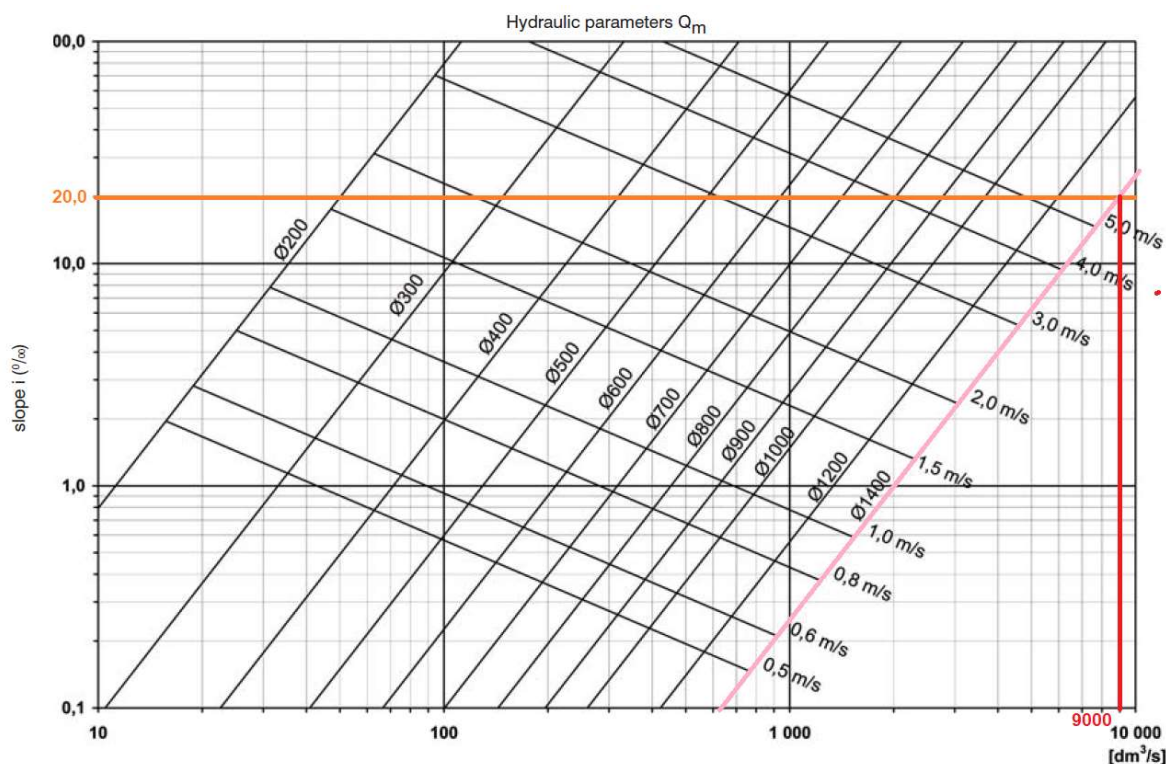 Hydraulic parameters Qm
00,0
20,0
10,0
1,0
0,1
slope i (⁰/∞)
Ø200
Ø300
Ø400
Ø500
Ø600
Ø700
Ø800
Ø900
Ø1000
Ø1200
Ø1400
5,0 m/s
4,0 m/s
3,0 m/s
2,0 m/s
1,5 m/s
1,0 m/s
0,8 m/s
0,6 m/s
0,5 m/s
10
100
1 000
9000
10 000
[dm³/s]